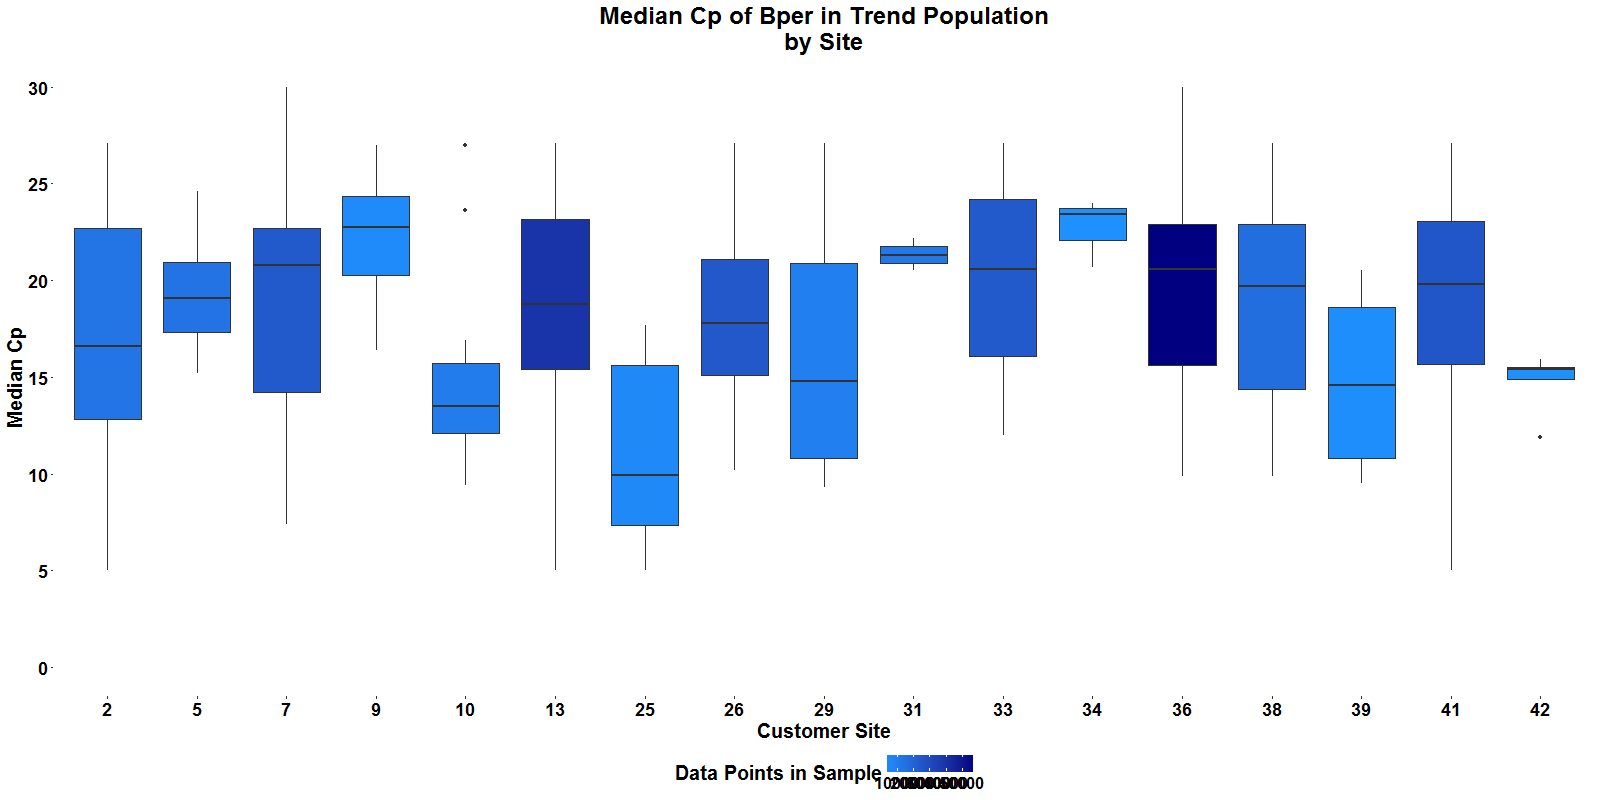 Median Cp of Bper in Trend Population
by Site
30
25
20
15
10
5
0
Median Cp
2 5 7 9 10 13 25 26 29 31 33 34 36 38 39 41 42
Customer Site
Data Points in Sample